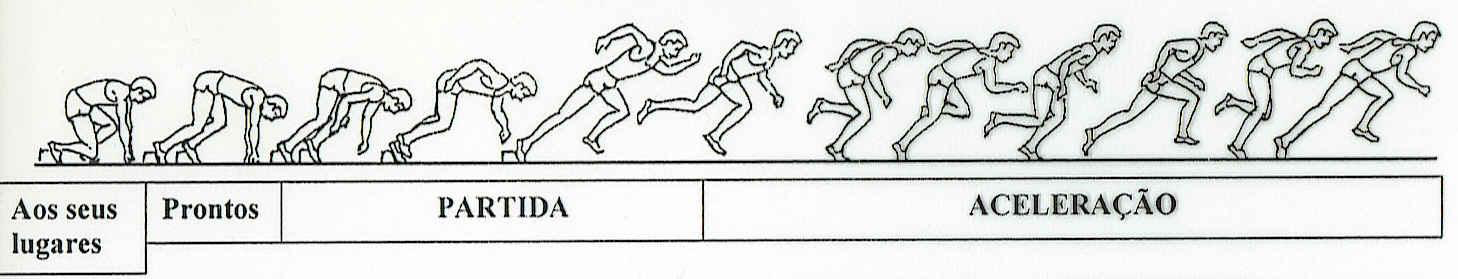 Aos seus
lugares
Prontos
PARTIDA
ACELERAÇÃO